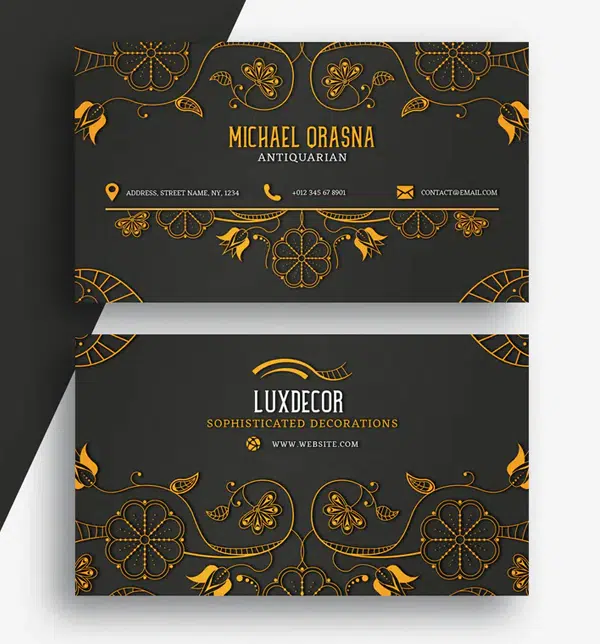 MICHAEL QRASNA
ANTIQUARIAN
ADDRESS, STREET NAME, NY, 1234
+012 345 67 8901
CONTACT@EMAIL.COM
LUXDECOR
SOPHISTICATED DECORATIONS
WWW.WEBSITE.COM